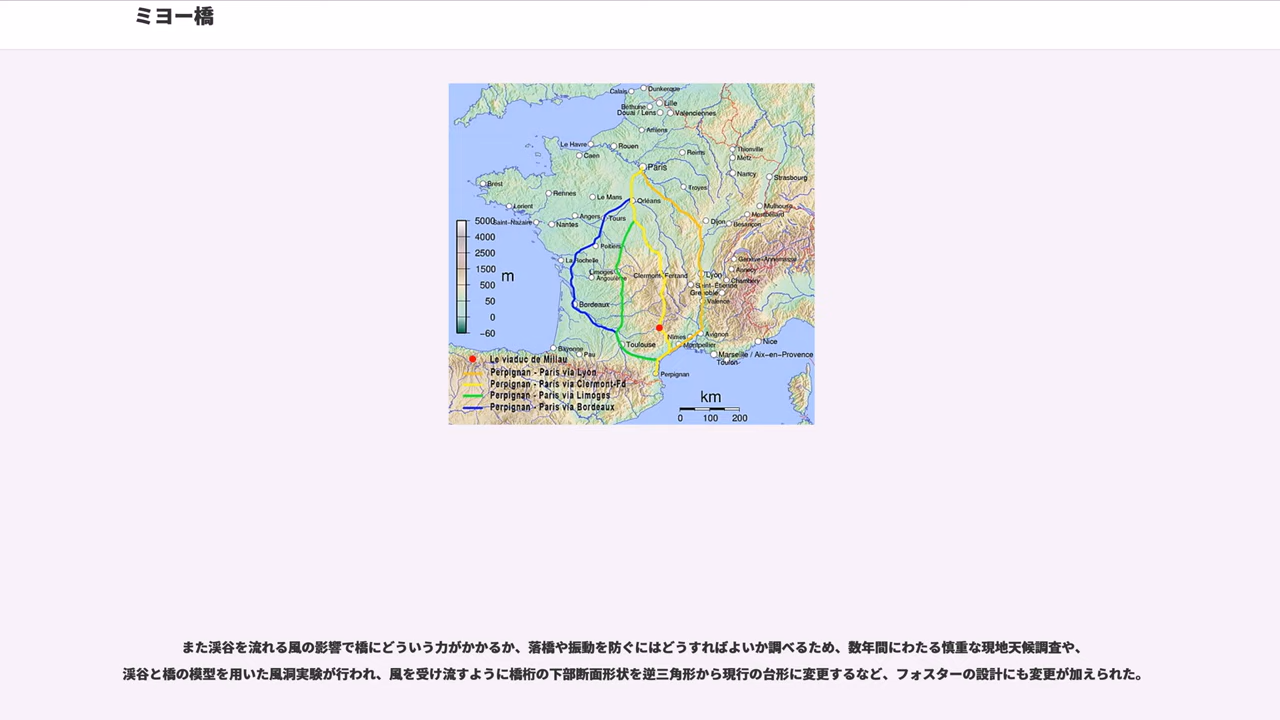 ミヨー橋
Calais
Dunkerque
Lille
Béthune
Douai / Lens
Valenciennes
Amiens
Le Havre
Rouen
Caen
Reims
Thionville
Metz
Paris
Nancy
Strasbourg
Brest
Rennes
Le Mans
Troyes
Orléans
Lorient
Mulhouse
Montbéliard
Saint-Nazaire
Nantes
Angers
Tours
Dijon
Besançon
Poitiers
La Rochelle
Genève-Annemasse
Annecy
Limoges
Angoulême
Clermont-Ferrand
Lyon
Chambéry
Saint-Étienne
Grenoble
Valence
Bordeaux
Nîmes
Avignon
Montpellier
Nice
Toulouse
Bayonne
Pau
Marseille / Aix-en-Provence
Toulon
Perpignan
5000
4000
2500
1500
500
50
0
-60
m
Le viaduc de Millau
Perpignan - Paris via Lyon
Perpignan - Paris via Clermont-Fd
Perpignan - Paris via Limoges
Perpignan - Paris via Bordeaux
km
0 100 200
また渓谷を流れる風の影響で橋にどういう力がかかるか、落橋や振動を防ぐにはどうすればよいか調べるため、数年間にわたる慎重な現地天候調査や、
渓谷と橋の模型を用いた風洞実験が行われ、風を受け流すように橋桁の下部断面形状を逆三角形から現行の台形に変更するなど、フォスターの設計にも変更が加えられた。